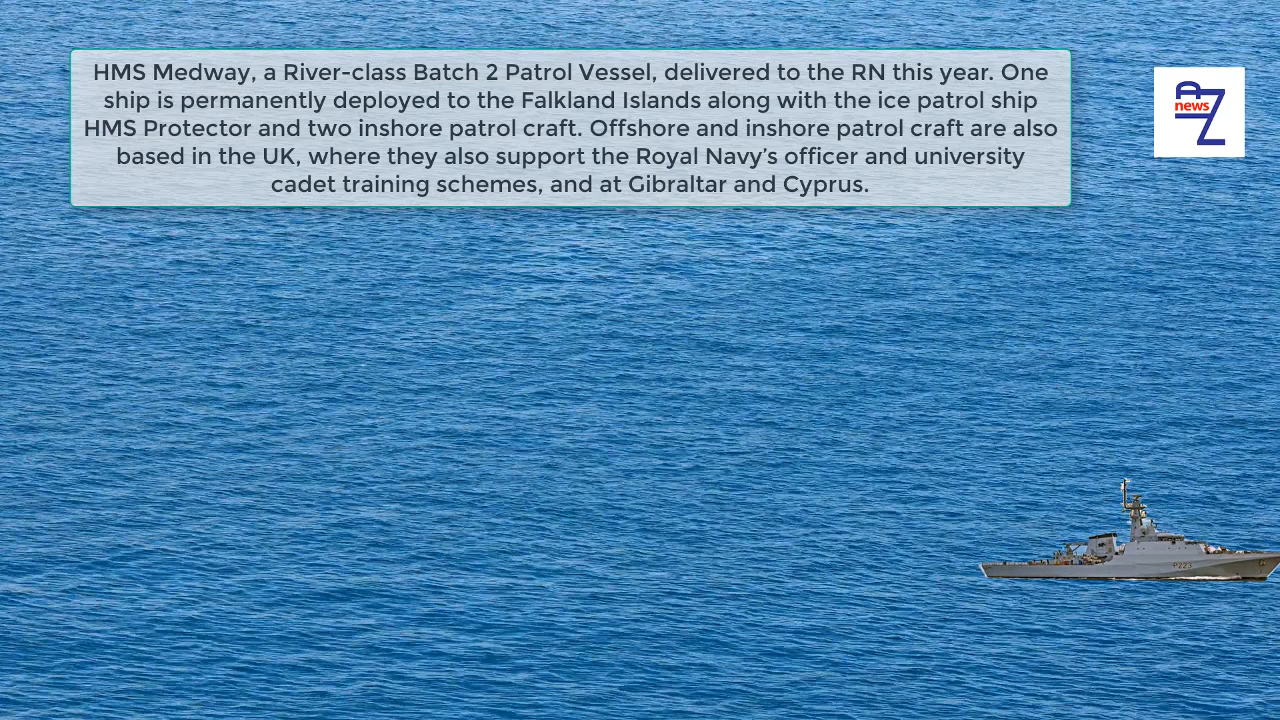 HMS Medway, a River-class Batch 2 Patrol Vessel, delivered to the RN this year. One
ship is permanently deployed to the Falkland Islands along with the ice patrol ship
HMS Protector and two inshore patrol craft. Offshore and inshore patrol craft are also
based in the UK, where they also support the Royal Navy’s officer and university
cadet training schemes, and at Gibraltar and Cyprus.
A
news
Z
P223